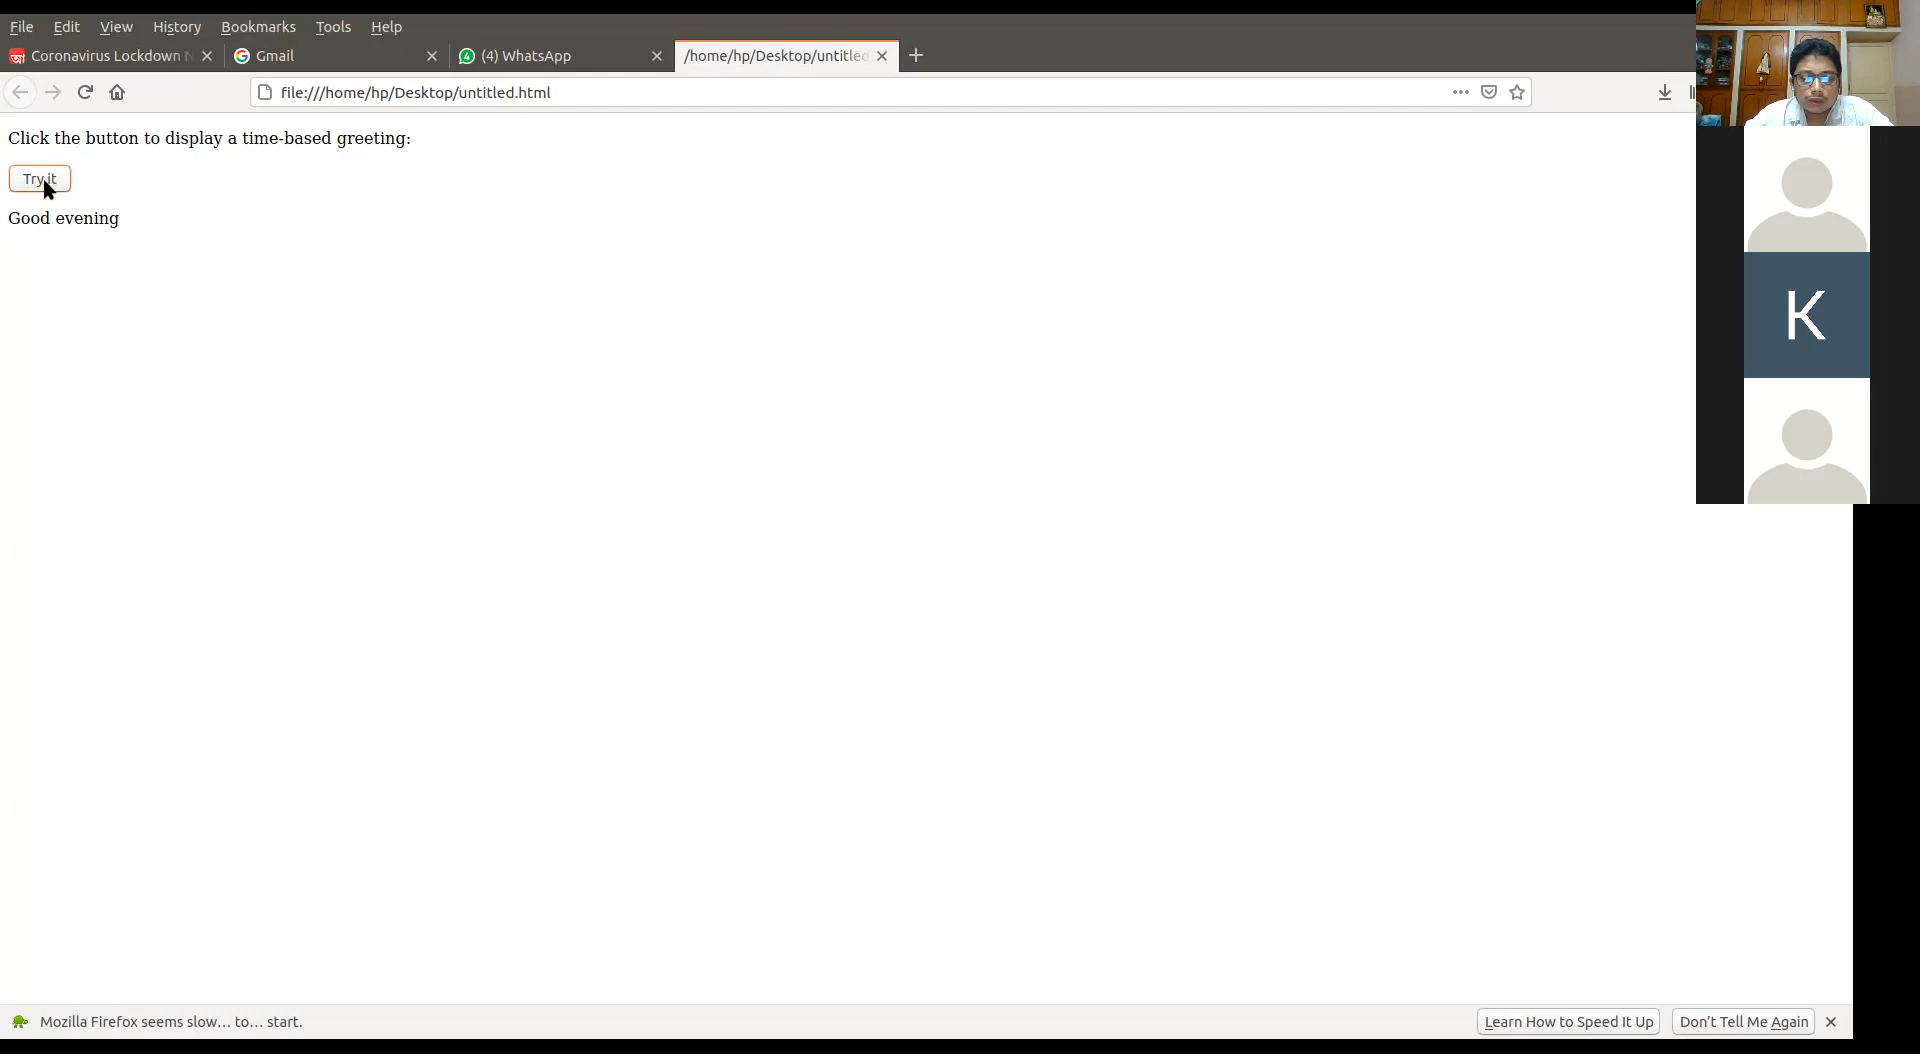 File Edit View History Bookmarks Tools Help
Coronavirus Lockdown
Gmail
(4) WhatsApp
/home/hp/Desktop/untitled
file:///home/hp/Desktop/untitled.html
Click the button to display a time-based greeting:
Try it
Good evening
K
Mozilla Firefox seems slow… to… start.
Learn How to Speed It Up
Don't Tell Me Again